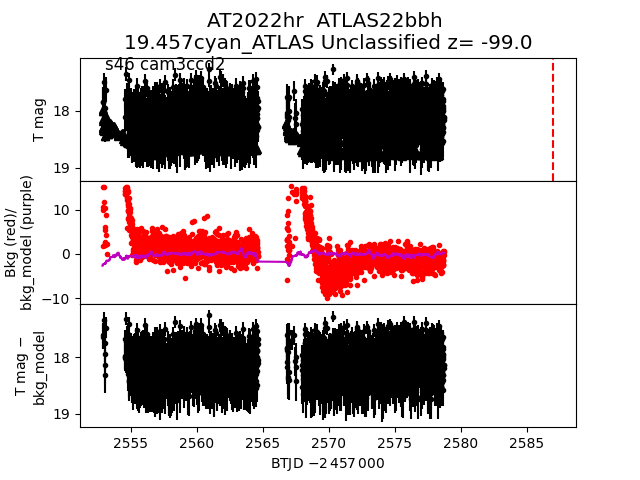 AT2022hr  ATLAS22bbh
19.457cyan_ATLAS Unclassified z= -99.0
s46 cam3ccd2
T mag
18
19
Bkg (red)/
bkg_model (purple)
10
0
−10
T mag −
bkg_model
18
19
2555 2560 2565 2570 2575 2580 2585
BTJD −2 457 000